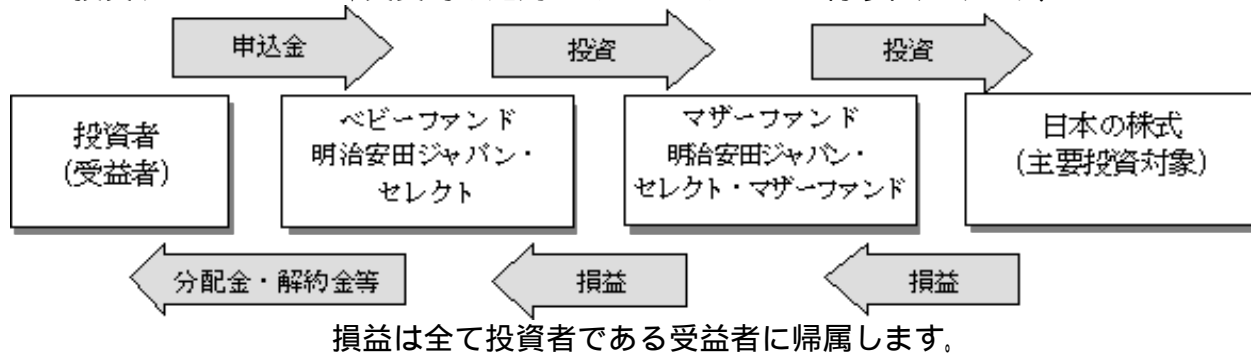 申込金
投資
投資
投資者
(受益者)
ベビーファンド
明治安田ジャパン・
セレクト
マザーファンド
明治安田ジャパン・
セレクト・マザーファンド
日本の株式
(主要投資対象)
分配金・解約金等
損益
損益
損益は全て投資者である受益者に帰属します。